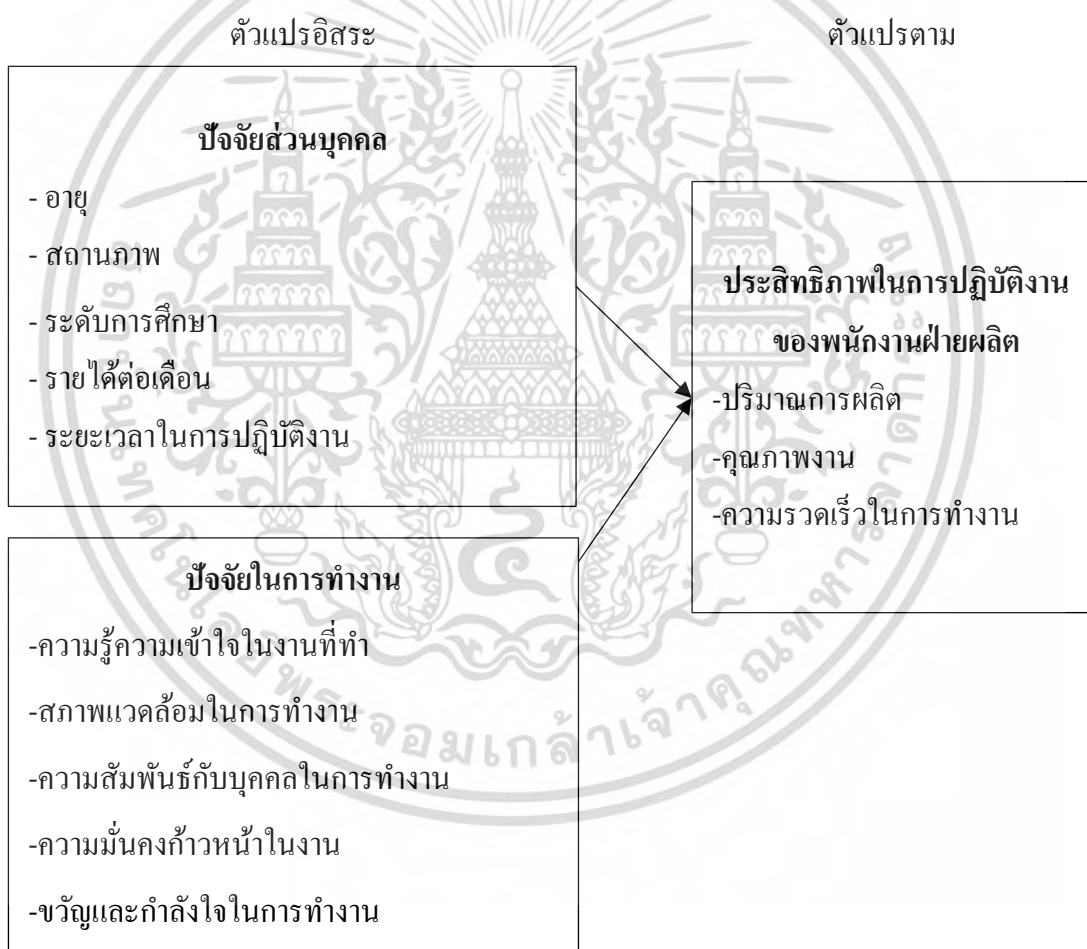 ตัวแปรอิสระ
ตัวแปรตาม
ปัจจัยส่วนบุคคล
- อายุ
- สถานภาพ
- ระดับการศึกษา
- รายได้ต่อเดือน
- ระยะเวลาในการปฏิบัติงาน
ปัจจัยในการทำงาน
-ความรู้ความเข้าใจในงานที่ทำ
-สภาพแวดล้อมในการทำงาน
-ความสัมพันธ์กับบุคคลในการทำงาน
-ความมั่นคงก้าวหน้าในงาน
-ขวัญและกำลังใจในการทำงาน
ประสิทธิภาพในการปฏิบัติงาน
ของพนักงานฝ่ายผลิต
-ปริมาณการผลิต
-คุณภาพงาน
-ความรวดเร็วในการทำงาน